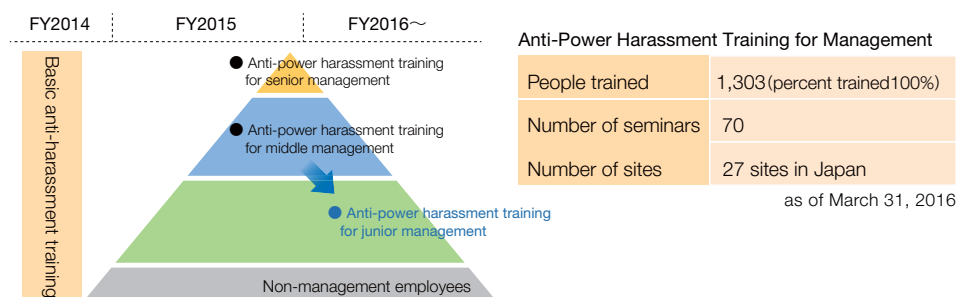 FY2014
FY2015
FY2016～
Basic anti-harassment training
● Anti-power harassment training
for senior management
● Anti-power harassment training
for middle management
● Anti-power harassment training
for junior management
Non-management employees
Anti-Power Harassment Training for Management
People trained
1,303(percent trained100%)
Number of seminars
70
Number of sites
27 sites in Japan
as of March 31, 2016